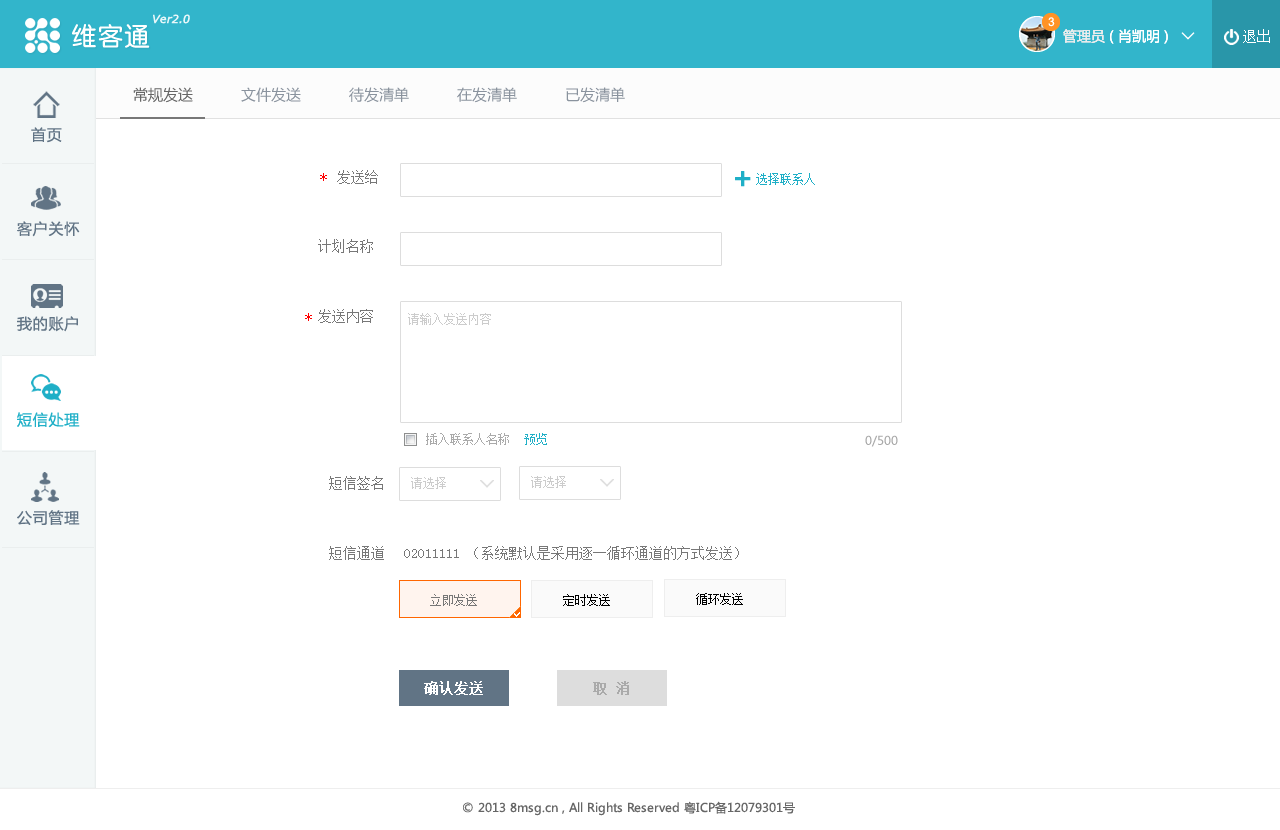 维客通 Ver2.0
3
管理员 ( 肖凯明 )
退出
首页
客户关怀
我的账户
短信处理
公司管理
常规发送 文件发送 待发清单 在发清单 已发清单
* 发送给 选择联系人
计划名称
* 发送内容 请输入发送内容
插入联系人名称 预览 0/500
短信签名 请选择 请选择
短信通道 02011111 （系统默认是采用逐一循环通道的方式发送）
立即发送 定时发送 循环发送
确认发送 取 消
© 2013 8msg.cn , All Rights Reserved 粤ICP备12079301号